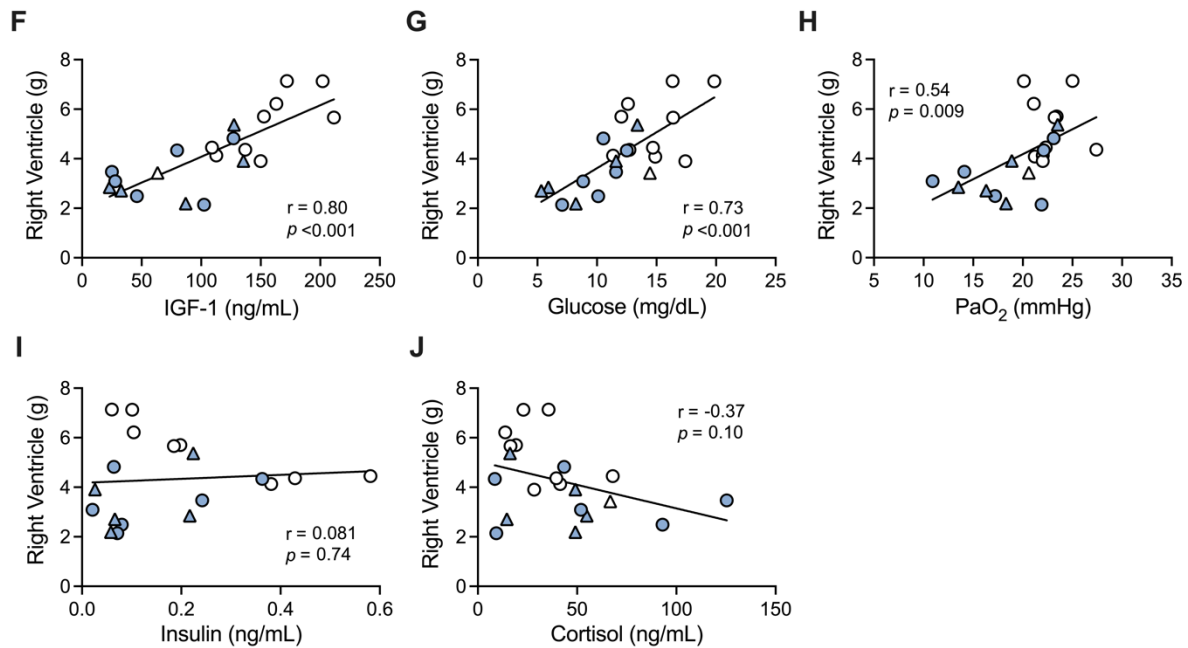 F
G
H
8
6
4
2
0
Right Ventricle (g)
r = 0.80
p <0.001
0 50 100 150 200 250
IGF-1 (ng/mL)
8
6
4
2
0
Right Ventricle (g)
r = 0.73
p <0.001
0 5 10 15 20 25
Glucose (mg/dL)
8
6
4
2
0
Right Ventricle (g)
r = 0.54
p = 0.009
5 10 15 20 25 30 35
PaO2 (mmHg)
I
J
8
6
4
2
0
Right Ventricle (g)
r = 0.081
p = 0.74
0.0 0.2 0.4 0.6
Insulin (ng/mL)
8
6
4
2
0
Right Ventricle (g)
r = -0.37
p = 0.10
0 50 100 150
Cortisol (ng/mL)